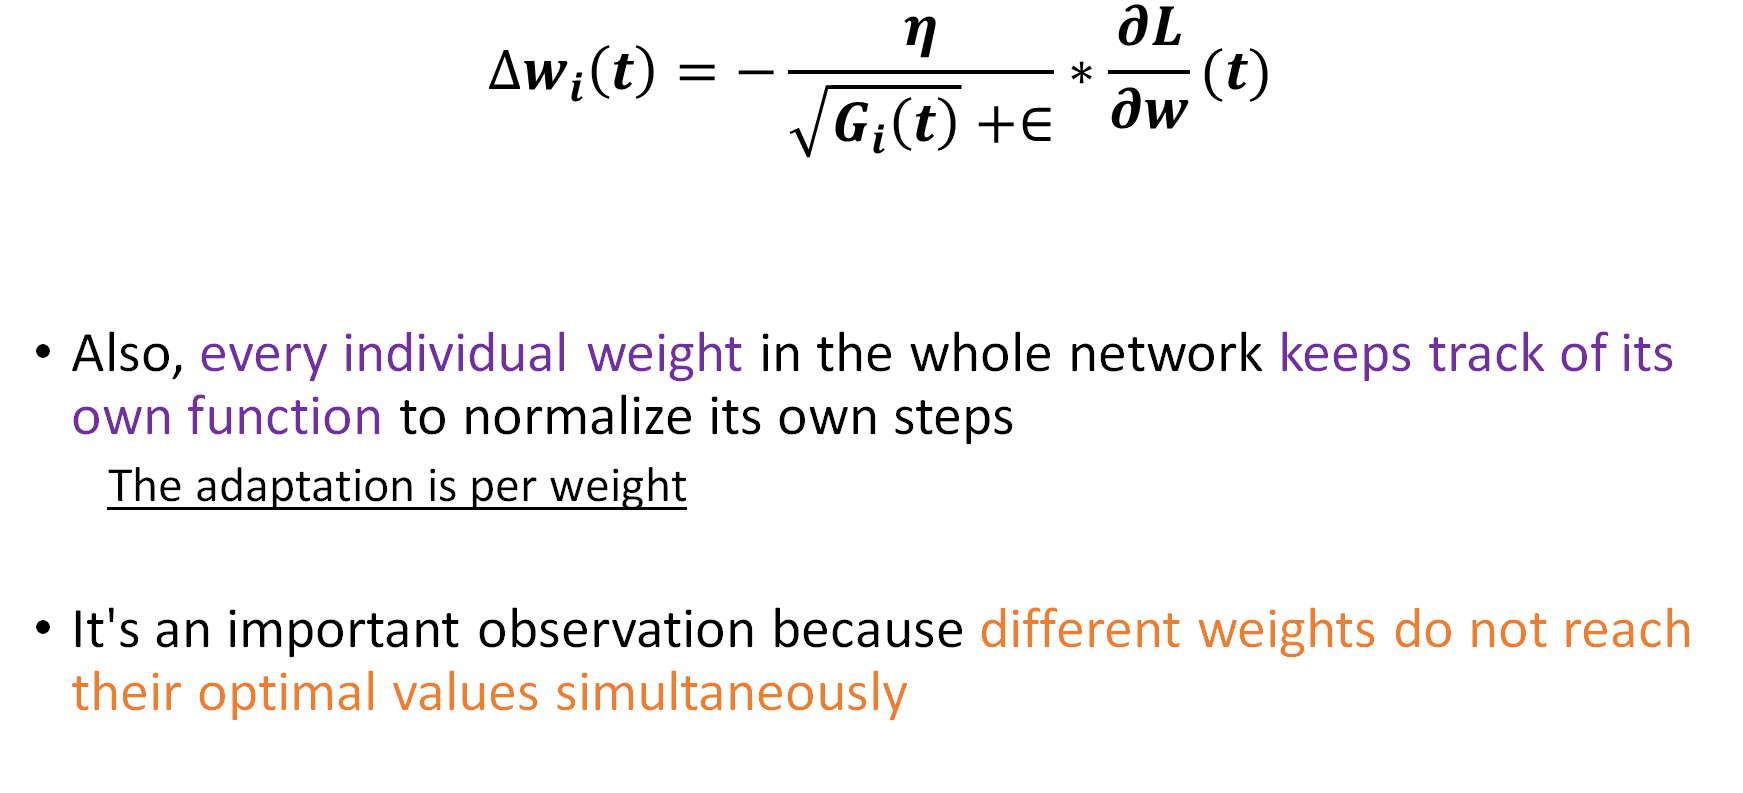 Δwᵢ(t) = − η / (√Gᵢ(t) +∈) * ∂L/∂w (t)
• Also, every individual weight in the whole network keeps track of its
own function to normalize its own steps
The adaptation is per weight
• It's an important observation because different weights do not reach
their optimal values simultaneously